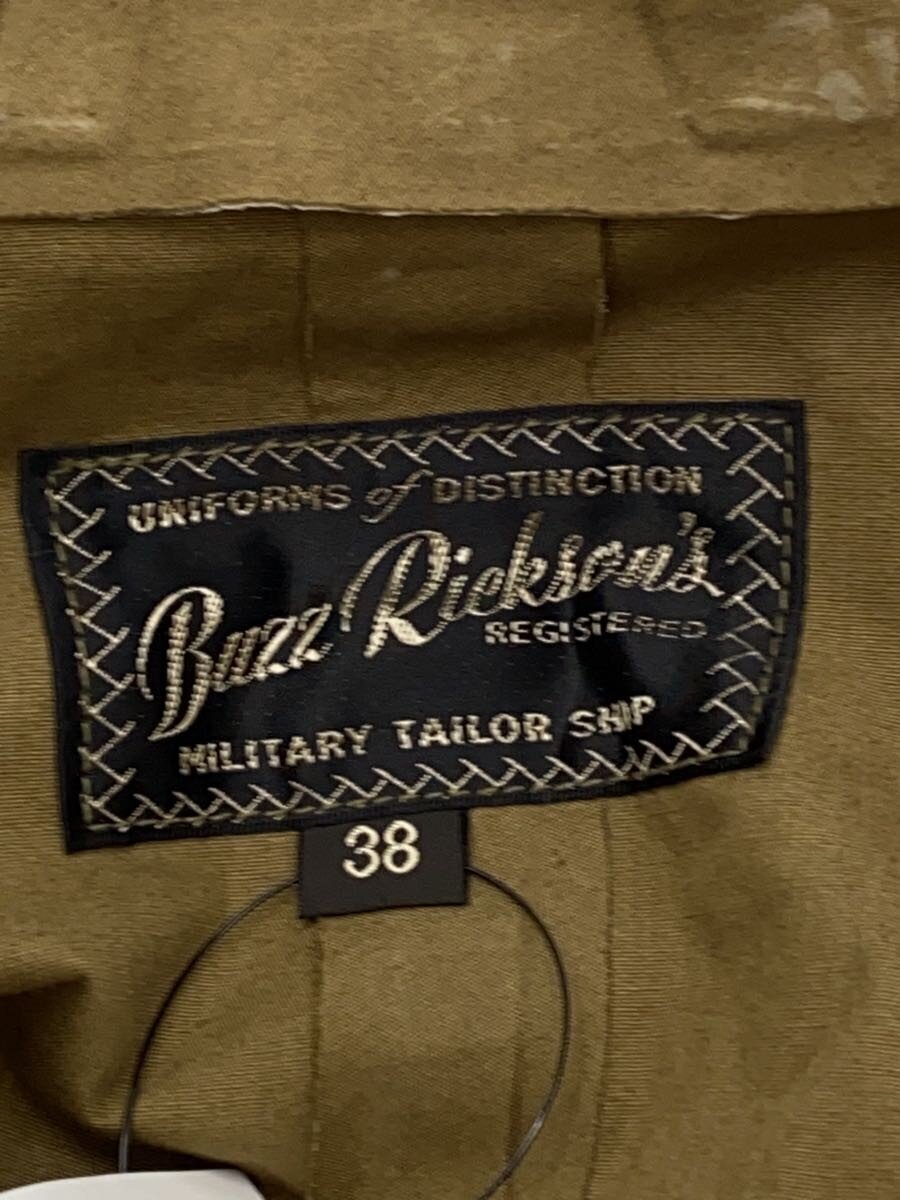 UNIFORMS of DISTINCTION
Buzz Rickson's
REGISTERED
MILITARY TAILOR SHIP
38